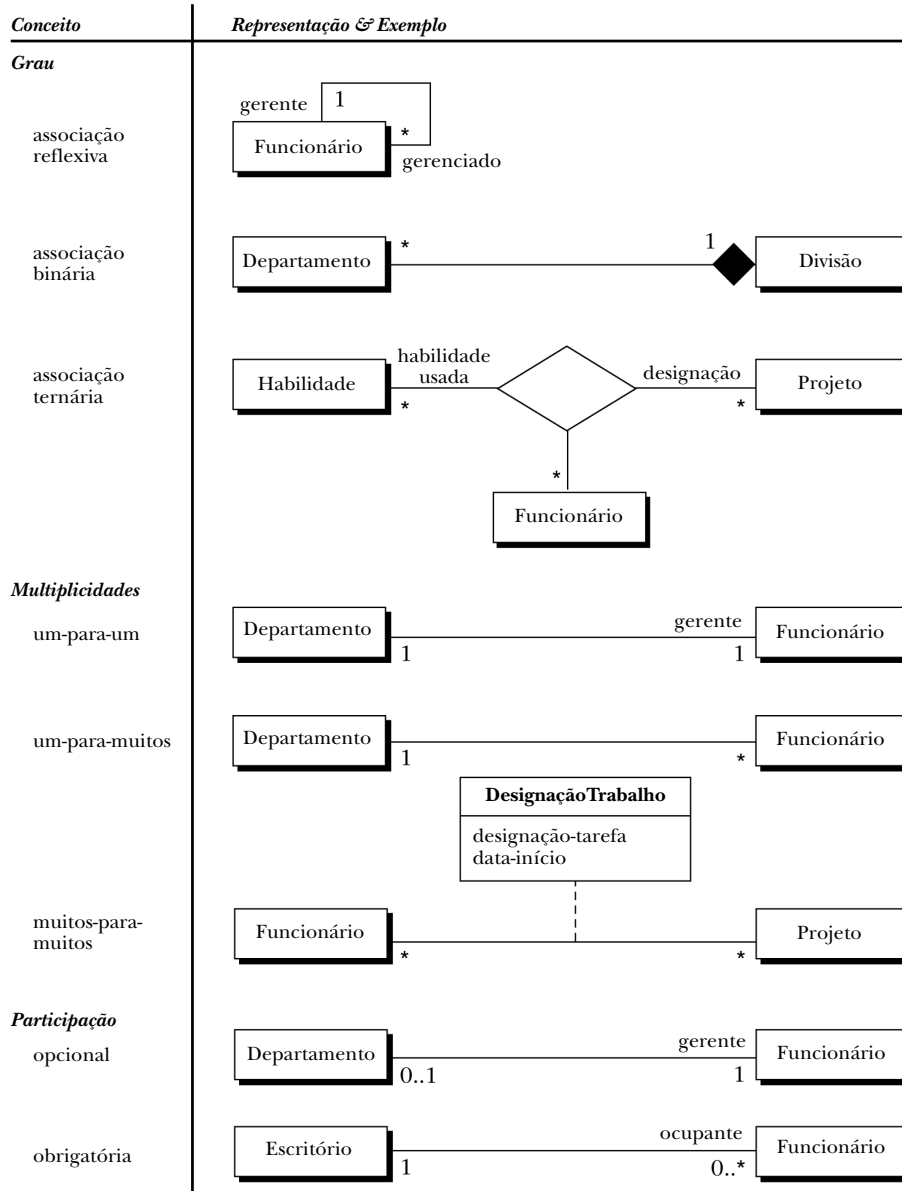 Conceito
Representação & Exemplo
Grau
associação
reflexiva
gerente
1
Funcionário
*
gerenciado
associação
binária
Departamento
*
1
Divisão
associação
ternária
Habilidade
*
habilidade
usada
designação
*
Projeto
*
Funcionário
Multiplicidades
um-para-um
Departamento
1
gerente
1
Funcionário
um-para-muitos
Departamento
1
*
Funcionário
DesignaçãoTrabalho
designação-tarefa
data-início
muitos-para-
muitos
Funcionário
*
*
Projeto
Participação
opcional
Departamento
0..1
gerente
1
Funcionário
obrigatória
Escritório
1
ocupante
0..*
Funcionário